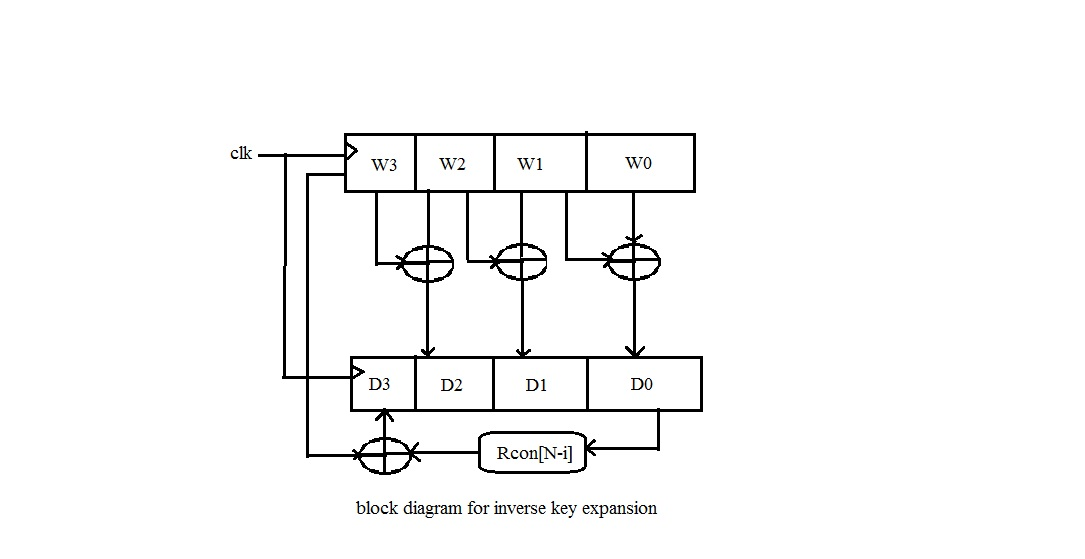 clk
W3 W2 W1 W0
D3 D2 D1 D0
Rcon[N-i]
block diagram for inverse key expansion